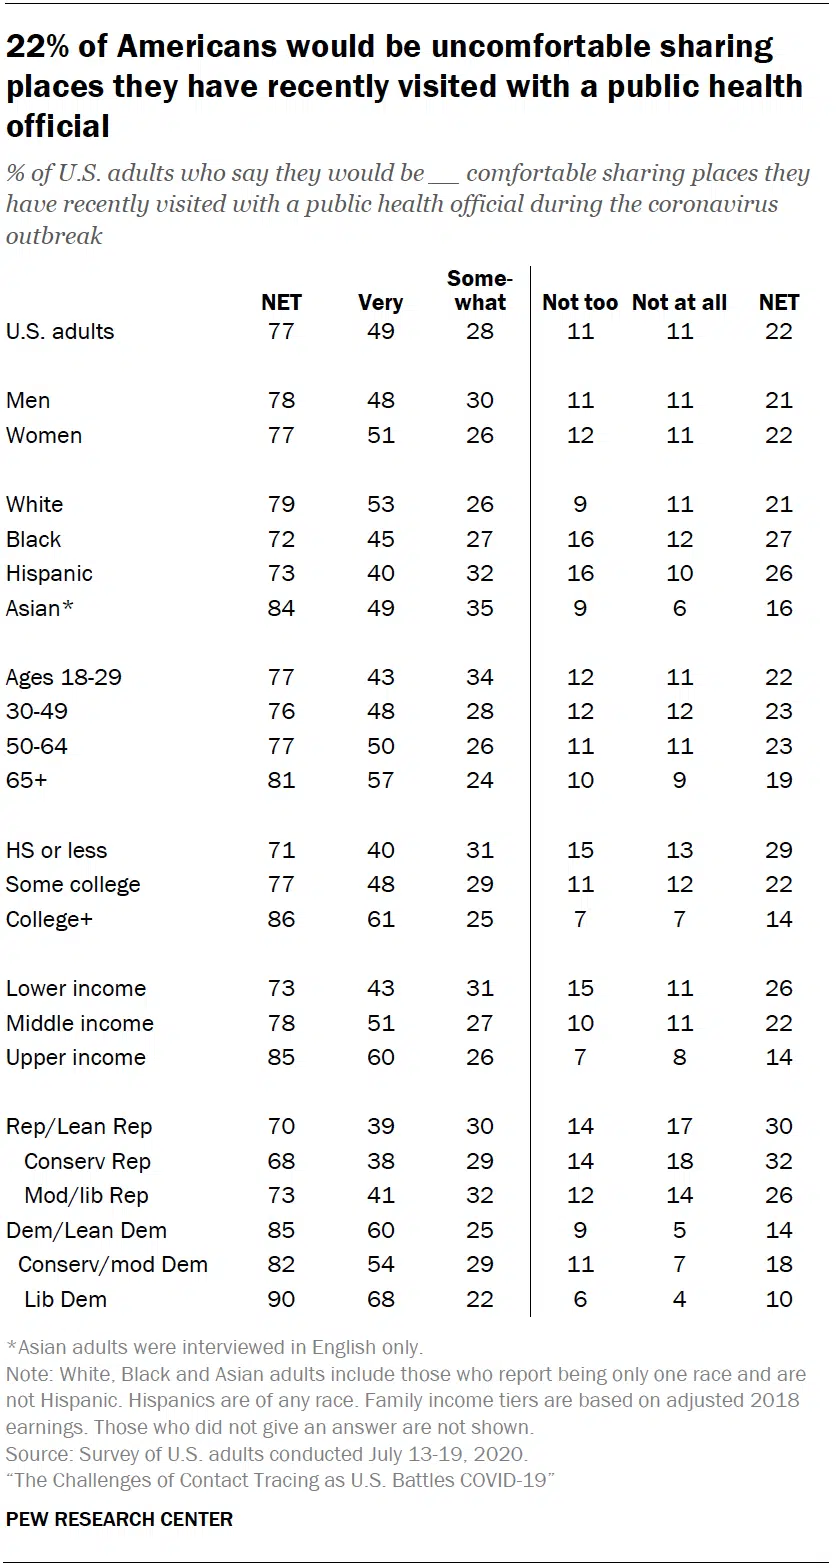 22% of Americans would be uncomfortable sharing
places they have recently visited with a public health
official
% of U.S. adults who say they would be ___ comfortable sharing places they
have recently visited with a public health official during the coronavirus
outbreak
NET Very Some-what Not too Not at all NET
U.S. adults 77 49 28 11 11 22
Men 78 48 30 11 11 21
Women 77 51 26 12 11 22
White 79 53 26 9 11 21
Black 72 45 27 16 12 27
Hispanic 73 40 32 16 10 26
Asian* 84 49 35 9 6 16
Ages 18-29 77 43 34 12 11 22
30-49 76 48 28 12 12 23
50-64 77 50 26 11 11 23
65+ 81 57 24 10 9 19
HS or less 71 40 31 15 13 29
Some college 77 48 29 11 12 22
College+ 86 61 25 7 7 14
Lower income 73 43 31 15 11 26
Middle income 78 51 27 10 11 22
Upper income 85 60 26 7 8 14
Rep/Lean Rep 70 39 30 14 17 30
Conserv Rep 68 38 29 14 18 32
Mod/lib Rep 73 41 32 12 14 26
Dem/Lean Dem 85 60 25 9 5 14
Conserv/mod Dem 82 54 29 11 7 18
Lib Dem 90 68 22 6 4 10
*Asian adults were interviewed in English only.
Note: White, Black and Asian adults include those who report being only one race and are
not Hispanic. Hispanics are of any race. Family income tiers are based on adjusted 2018
earnings. Those who did not give an answer are not shown.
Source: Survey of U.S. adults conducted July 13-19, 2020.
“The Challenges of Contact Tracing as U.S. Battles COVID-19”
PEW RESEARCH CENTER